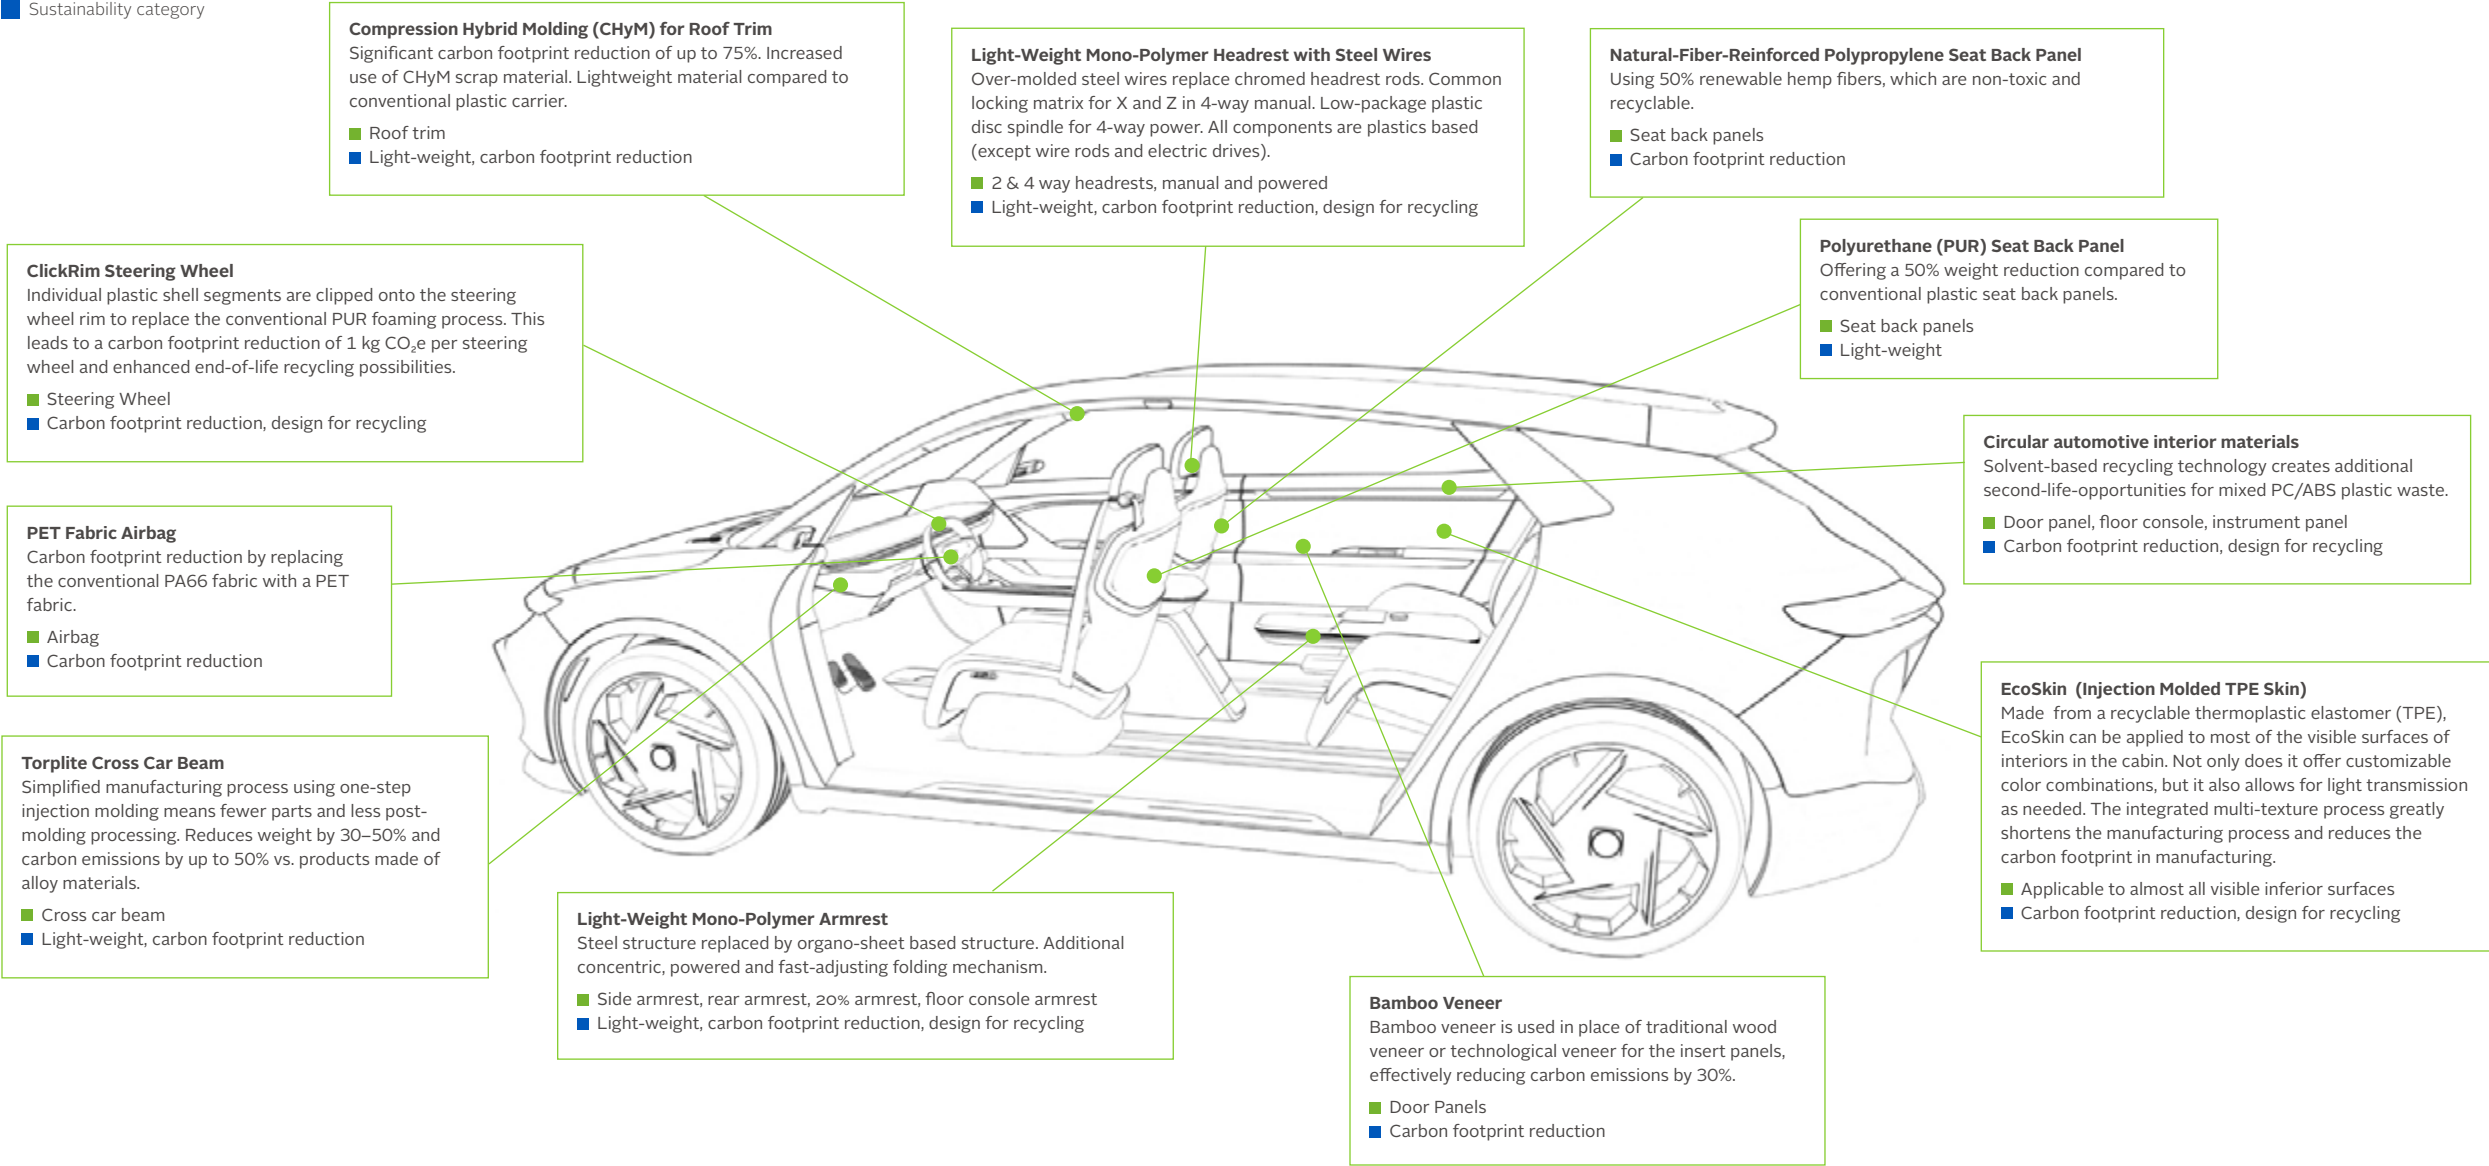 Sustainability category
Compression Hybrid Molding (CHyM) for Roof Trim
Significant carbon footprint reduction of up to 75%. Increased
use of CHyM scrap material. Lightweight material compared to
conventional plastic carrier.
Roof trim
Light-weight, carbon footprint reduction
Light-Weight Mono-Polymer Headrest with Steel Wires
Over-molded steel wires replace chromed headrest rods. Common
locking matrix for X and Z in 4-way manual. Low-package plastic
disc spindle for 4-way power. All components are plastics based
(except wire rods and electric drives).
2 & 4 way headrests, manual and powered
Light-weight, carbon footprint reduction, design for recycling
Natural-Fiber-Reinforced Polypropylene Seat Back Panel
Using 50% renewable hemp fibers, which are non-toxic and
recyclable.
Seat back panels
Carbon footprint reduction
Polyurethane (PUR) Seat Back Panel
Offering a 50% weight reduction compared to
conventional plastic seat back panels.
Seat back panels
Light-weight
ClickRim Steering Wheel
Individual plastic shell segments are clipped onto the steering
wheel rim to replace the conventional PUR foaming process. This
leads to a carbon footprint reduction of 1 kg CO₂e per steering
wheel and enhanced end-of-life recycling possibilities.
Steering Wheel
Carbon footprint reduction, design for recycling
Circular automotive interior materials
Solvent-based recycling technology creates additional
second-life-opportunities for mixed PC/ABS plastic waste.
Door panel, floor console, instrument panel
Carbon footprint reduction, design for recycling
PET Fabric Airbag
Carbon footprint reduction by replacing
the conventional PA66 fabric with a PET
fabric.
Airbag
Carbon footprint reduction
EcoSkin (Injection Molded TPE Skin)
Made from a recyclable thermoplastic elastomer (TPE),
EcoSkin can be applied to most of the visible surfaces of
interiors in the cabin. Not only does it offer customizable
color combinations, but it also allows for light transmission
as needed. The integrated multi-texture process greatly
shortens the manufacturing process and reduces the
carbon footprint in manufacturing.
Applicable to almost all visible inferior surfaces
Carbon footprint reduction, design for recycling
Torplite Cross Car Beam
Simplified manufacturing process using one-step
injection molding means fewer parts and less post-
molding processing. Reduces weight by 30–50% and
carbon emissions by up to 50% vs. products made of
alloy materials.
Cross car beam
Light-weight, carbon footprint reduction
Light-Weight Mono-Polymer Armrest
Steel structure replaced by organo-sheet based structure. Additional
concentric, powered and fast-adjusting folding mechanism.
Side armrest, rear armrest, 20% armrest, floor console armrest
Light-weight, carbon footprint reduction, design for recycling
Bamboo Veneer
Bamboo veneer is used in place of traditional wood
veneer or technological veneer for the insert panels,
effectively reducing carbon emissions by 30%.
Door Panels
Carbon footprint reduction